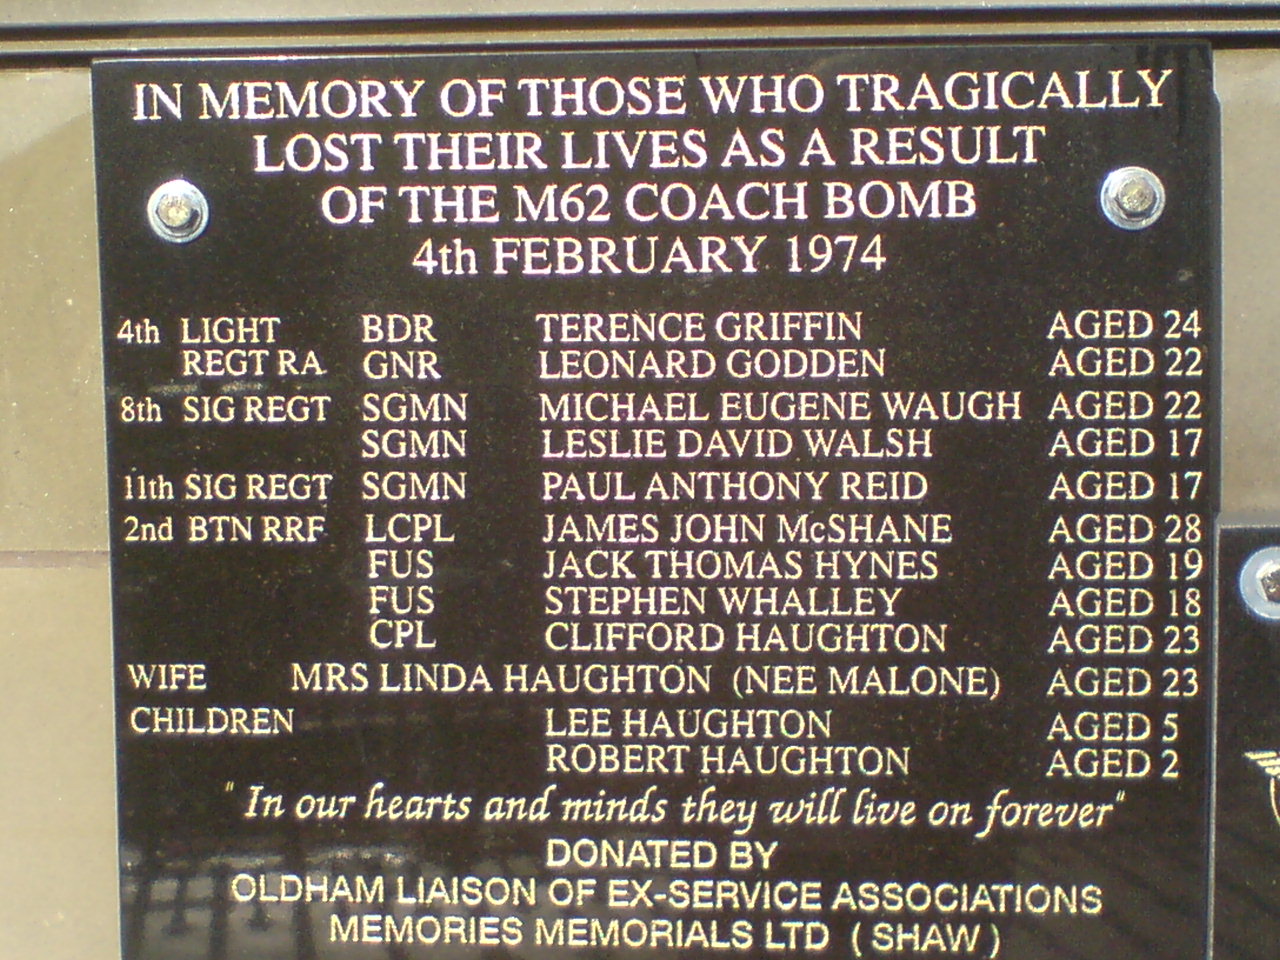 IN MEMORY OF THOSE WHO TRAGICALLY
LOST THEIR LIVES AS A RESULT
OF THE M62 COACH BOMB
4th FEBRUARY 1974
4th LIGHT BDR TERENCE GRIFFIN AGED 24
REGT RA GNR LEONARD GODDEN AGED 22
8th SIG REGT SGMN MICHAEL EUGENE WAUGH AGED 22
SGMN LESLIE DAVID WALSH AGED 17
11th SIG REGT SGMN PAUL ANTHONY REID AGED 17
2nd BTN RRF LCPL JAMES JOHN McSHANE AGED 28
FUS JACK THOMAS HYNES AGED 19
FUS STEPHEN WHALLEY AGED 18
CPL CLIFFORD HAUGHTON AGED 23
WIFE MRS LINDA HAUGHTON (NEE MALONE) AGED 23
CHILDREN LEE HAUGHTON AGED 5
ROBERT HAUGHTON AGED 2
"In our hearts and minds they will live on forever"
DONATED BY
OLDHAM LIAISON OF EX-SERVICE ASSOCIATIONS
MEMORIES MEMORIALS LTD (SHAW)